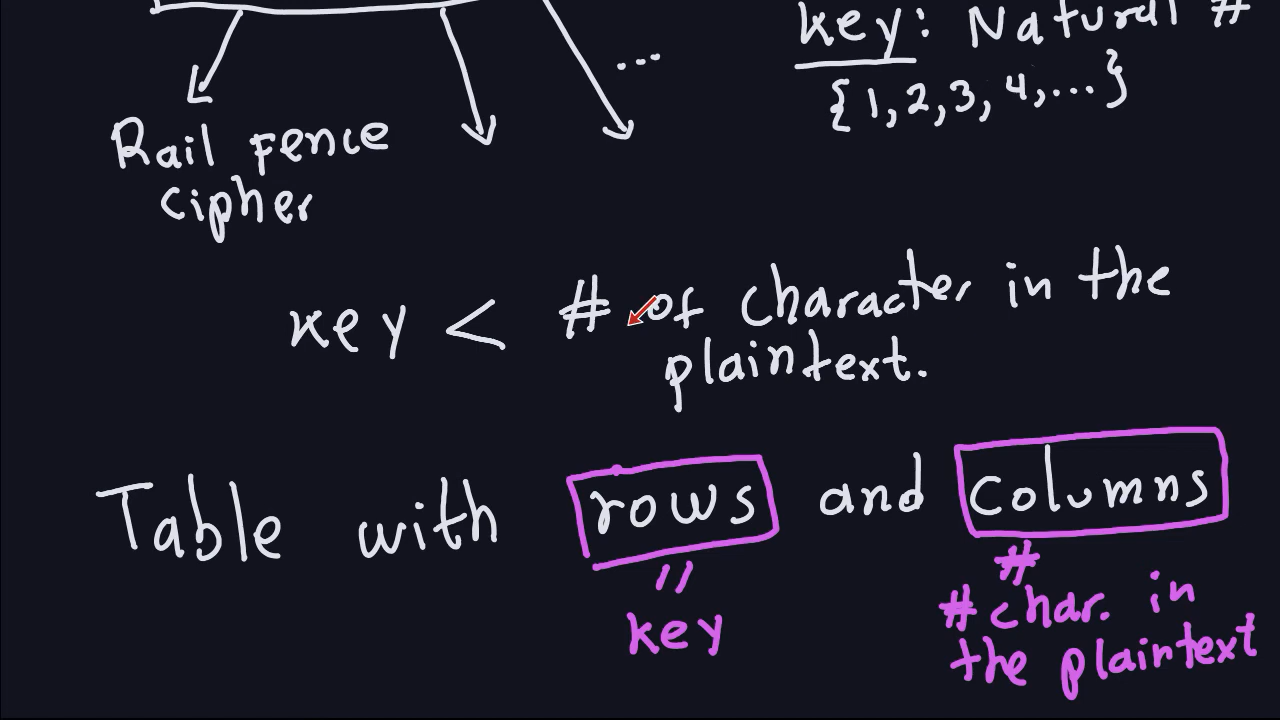 key: Natural #
{1,2,3,4,...}
...
Rail Fence
cipher
key < # of character in the
plaintext.
Table with rows and columns
" #
key # char. in
the plaintext